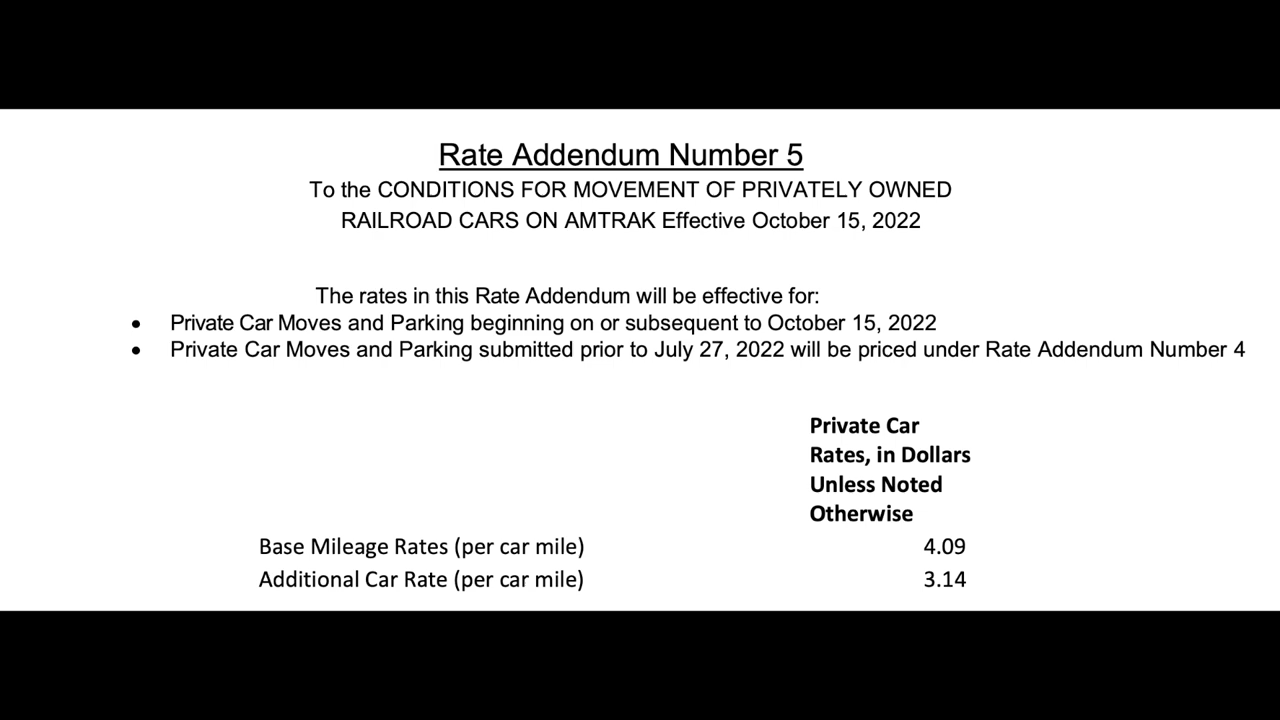 Rate Addendum Number 5
To the CONDITIONS FOR MOVEMENT OF PRIVATELY OWNED
RAILROAD CARS ON AMTRAK Effective October 15, 2022
The rates in this Rate Addendum will be effective for:
• Private Car Moves and Parking beginning on or subsequent to October 15, 2022
• Private Car Moves and Parking submitted prior to July 27, 2022 will be priced under Rate Addendum Number 4
Private Car
Rates, in Dollars
Unless Noted
Otherwise
Base Mileage Rates (per car mile) 4.09
Additional Car Rate (per car mile) 3.14